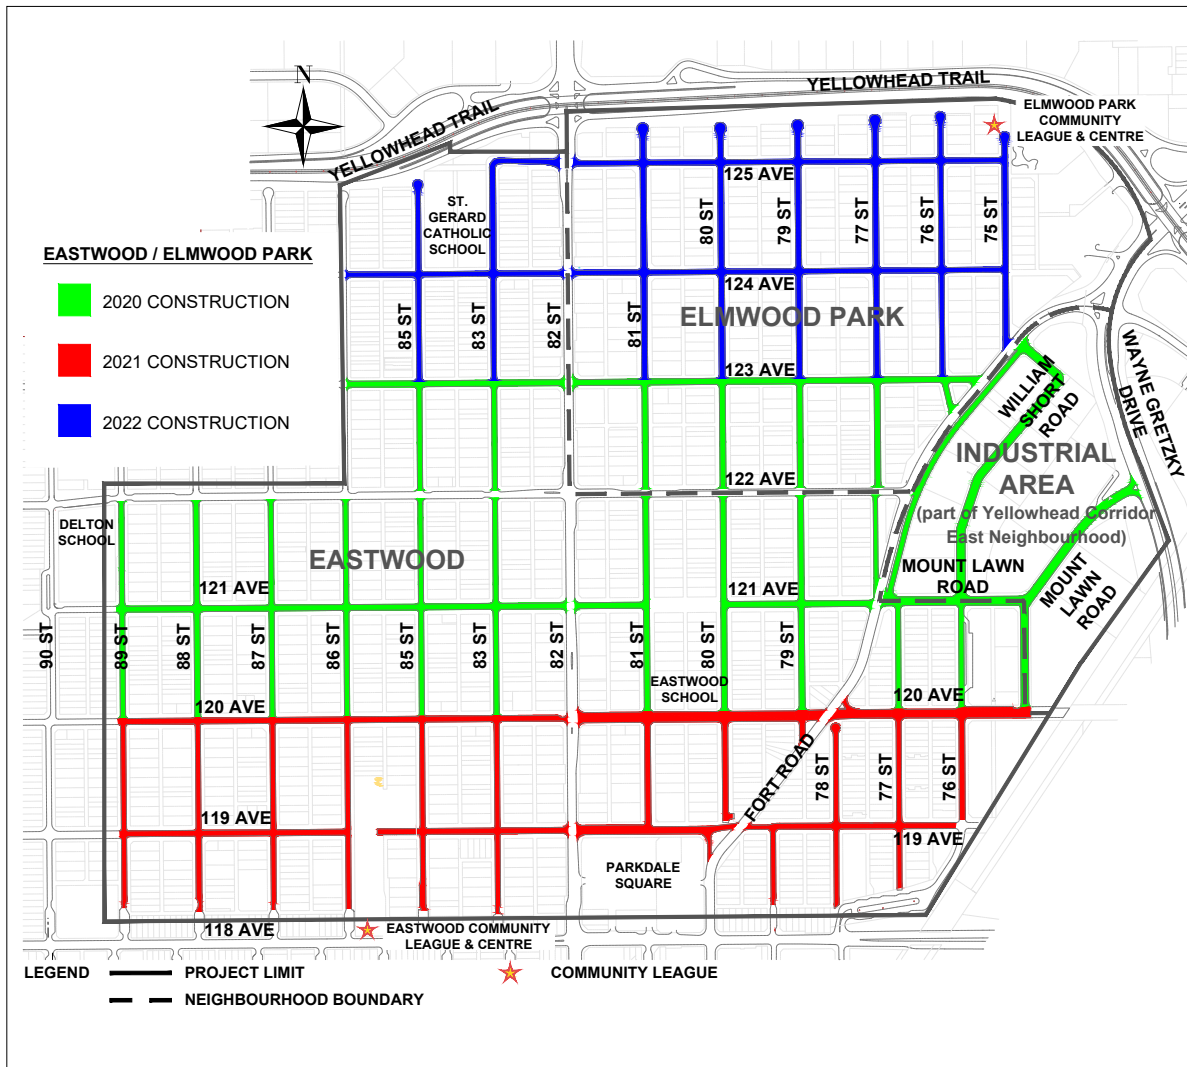 N
YELLOWHEAD TRAIL
YELLOWHEAD TRAIL
ELMWOOD PARK
COMMUNITY
LEAGUE & CENTRE
125 AVE
ST.
GERARD
CATHOLIC
SCHOOL
80 ST
79 ST
77 ST
76 ST
75 ST
EASTWOOD / ELMWOOD PARK
2020 CONSTRUCTION
2021 CONSTRUCTION
2022 CONSTRUCTION
124 AVE
85 ST
83 ST
82 ST
81 ST
ELMWOOD PARK
123 AVE
WILLIAM
SHORT
ROAD
WAYNE GRETZKY
DRIVE
INDUSTRIAL
AREA
(part of Yellowhead Corridor
East Neighbourhood)
122 AVE
DELTON
SCHOOL
EASTWOOD
121 AVE
121 AVE
MOUNT LAWN
ROAD
MOUNT
LAWN
ROAD
90 ST
89 ST
88 ST
87 ST
86 ST
85 ST
83 ST
82 ST
81 ST
80 ST
79 ST
EASTWOOD
SCHOOL
120 AVE
120 AVE
FORT ROAD
78 ST
77 ST
76 ST
119 AVE
119 AVE
PARKDALE
SQUARE
118 AVE
EASTWOOD COMMUNITY
LEAGUE & CENTRE
LEGEND
PROJECT LIMIT
COMMUNITY LEAGUE
NEIGHBOURHOOD BOUNDARY